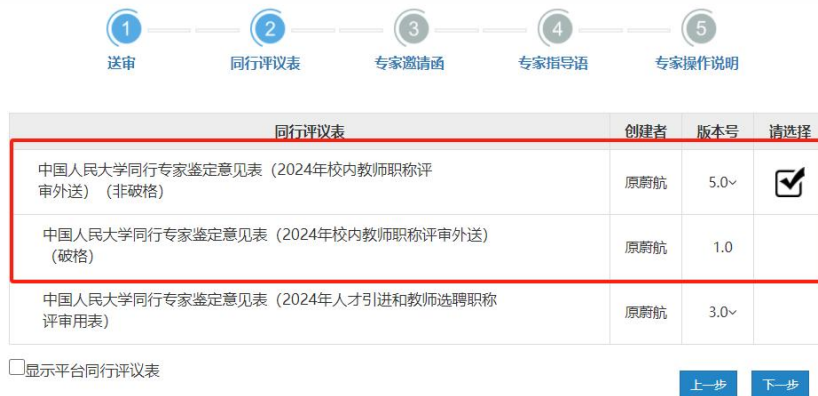 1 2 3 4 5
送审 同行评议表 专家邀请函 专家指导语 专家操作说明
同行评议表 创建者 版本号 请选择
中国人民大学同行专家鉴定意见表（2024年校内教师职称评
审外送）（非破格） 原蔚航 5.0
中国人民大学同行专家鉴定意见表（2024年校内教师职称评审外送）
（破格） 原蔚航 1.0
中国人民大学同行专家鉴定意见表（2024年人才引进和教师选聘职称
评审用表） 原蔚航 3.0
显示平台同行评议表
上一步 下一步